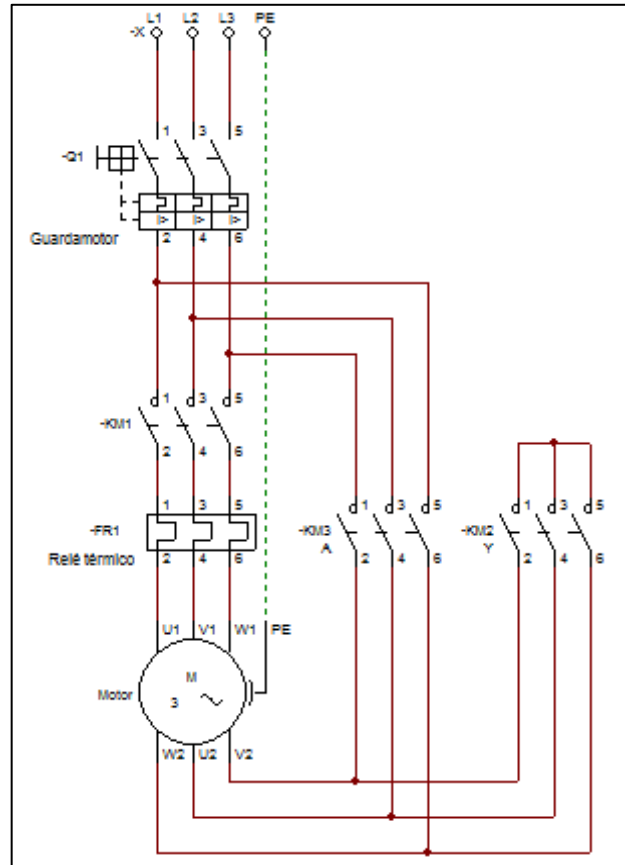 L1 L2 L3 PE
-X
1 3 5
-Q1
I> I> I>
2 4 6
Guardamotor
1 3 5
-KM1
2 4 6
1 3 5
-FR1
2 4 6
Relé térmico
1 3 5
-KM3
A
2 4 6
1 3 5
-KM2
Y
2 4 6
U1 V1 W1 PE
M
3
Motor
W2 U2 V2